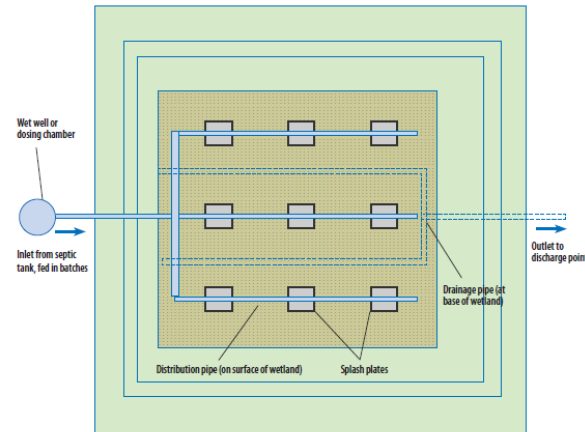 Wet well or
dosing chamber
Inlet from septic
tank, fed in batches
Outlet to
discharge point
Drainage pipe (at
base of wetland)
Distribution pipe (on surface of wetland)
Splash plates